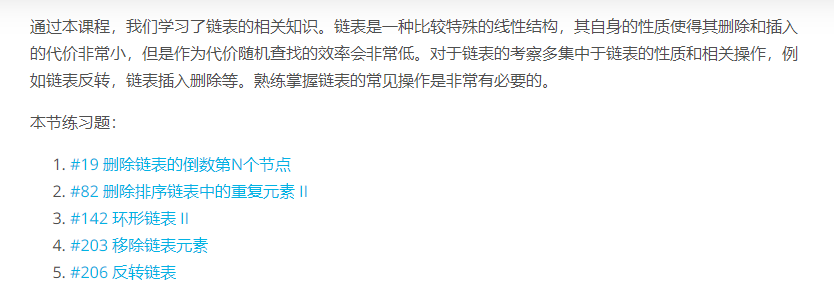 通过本课程，我们学习了链表的相关知识。链表是一种比较特殊的线性结构，其自身的性质使得其删除和插入
的代价非常小，但是作为代价随机查找的效率会非常低。对于链表的考察多集中于链表的性质和相关操作，例
如链表反转，链表插入删除等。熟练掌握链表的常见操作是非常有必要的。
本节练习题：
1. #19 删除链表的倒数第N个节点
2. #82 删除排序链表中的重复元素 II
3. #142 环形链表 II
4. #203 移除链表元素
5. #206 反转链表